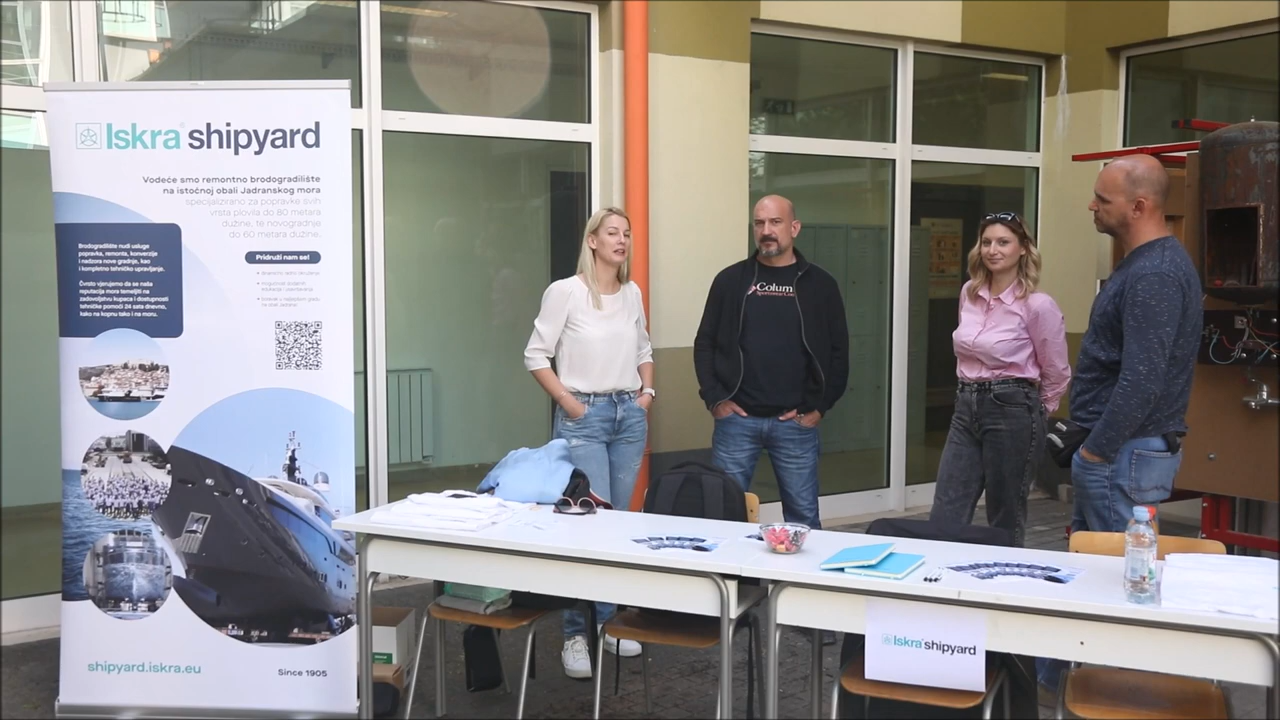 Iskra shipyard
Vodeće smo remontno brodogradilište
na istočnoj obali Jadranskog mora
specijalizirano za popravke svih
vrsta plovila do 80 metara
dužine, te novogradnje
do 60 metara dužine.
Brodogradilište nudi usluge
popravka, remonta, konverzije
i nadzora nove gradnje, kao
i kompletno tehničko upravljanje.
Čvrsto vjerujemo da se naša
reputacija mora temeljiti na
zadovoljstvu kupaca i dostupnosti
tehničke pomoći 24 sata dnevno,
kako na kopnu tako i na moru.
Pridruži nam se!
shipyard.iskra.eu
Since 1905
Colum
Sportswear Com
Iskra shipyard